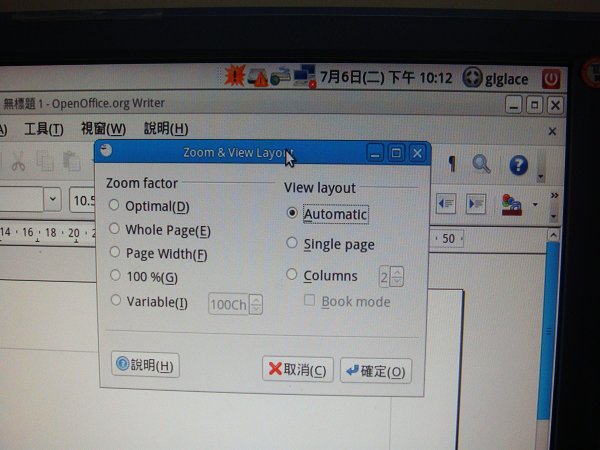 7月6日(二) 下午 10:12 glglace
無標題 1 - OpenOffice.org Writer
工具(T) 視窗(W) 說明(H)
Zoom & View Layout
10.5
14 16 18 20 50
Zoom factor
Optimal(D)
Whole Page(E)
Page Width(F)
100 %(G)
Variable(I) 100Ch
View layout
Automatic
Single page
Columns 2
Book mode
說明(H) 取消(C) 確定(O)